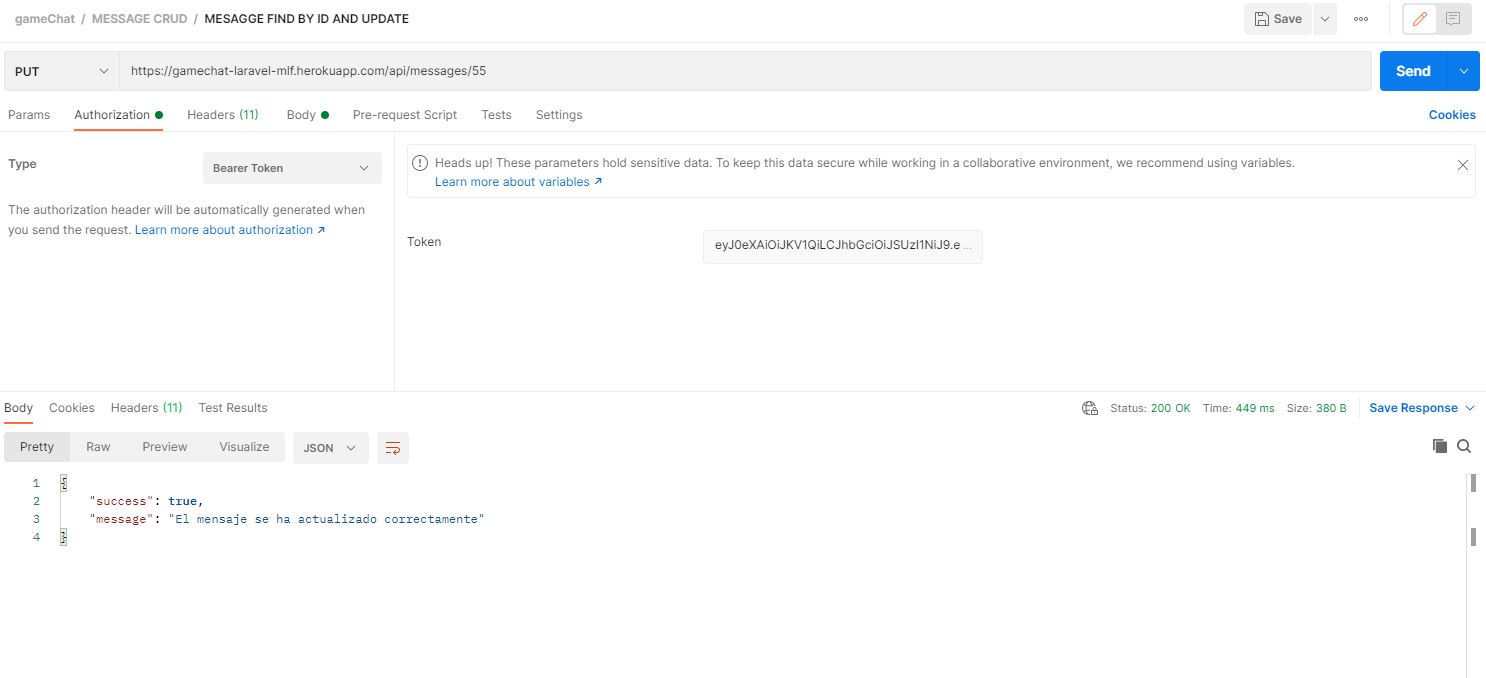 gameChat / MESSAGE CRUD / MESAGGE FIND BY ID AND UPDATE
Save
PUT
https://gamechat-laravel-mlf.herokuapp.com/api/messages/55
Send
Params Authorization Headers (11) Body Pre-request Script Tests Settings
Cookies
Type
Bearer Token
The authorization header will be automatically generated when
you send the request. Learn more about authorization ↗
Heads up! These parameters hold sensitive data. To keep this data secure while working in a collaborative environment, we recommend using variables.
Learn more about variables ↗
Token
eyJ0eXAiOiJKV1QiLCJhbGciOiJSUzI1NiJ9.e ...
Body Cookies Headers (11) Test Results
Status: 200 OK Time: 449 ms Size: 380 B
Save Response
Pretty Raw Preview Visualize JSON
1 {
2 "success": true,
3 "message": "El mensaje se ha actualizado correctamente"
4 }